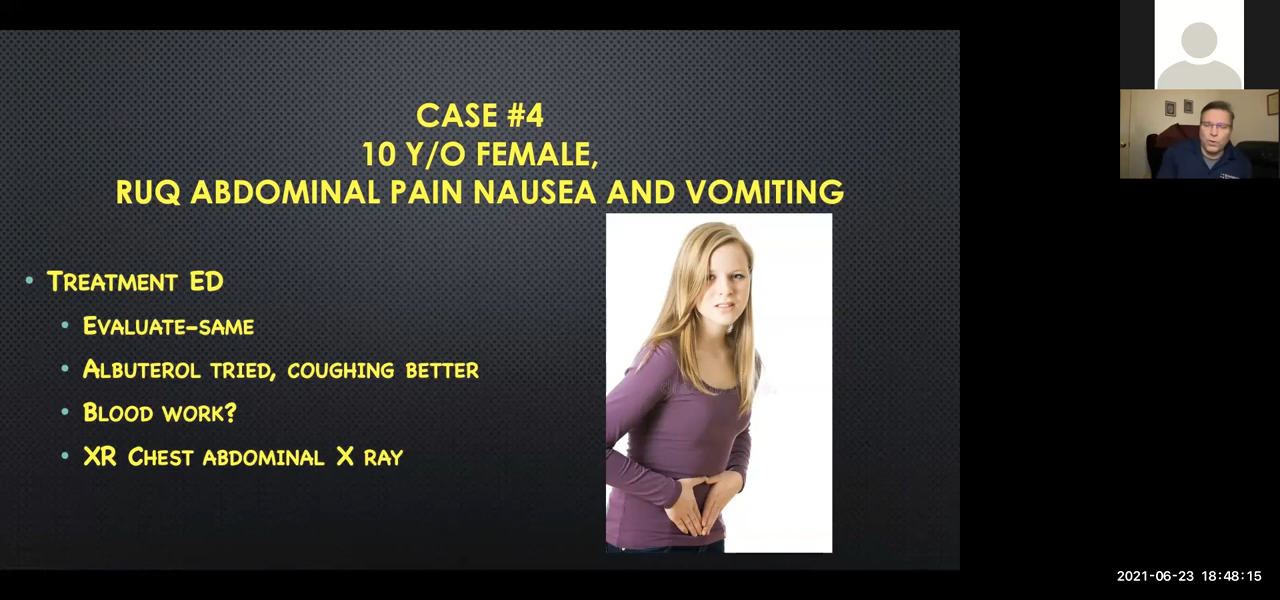 CASE #4
10 Y/O FEMALE,
RUQ ABDOMINAL PAIN NAUSEA AND VOMITING
• TREATMENT ED
• EVALUATE-SAME
• ALBUTEROL TRIED, COUGHING BETTER
• BLOOD WORK?
• XR CHEST ABDOMINAL X RAY
2021-06-23 18:48:15